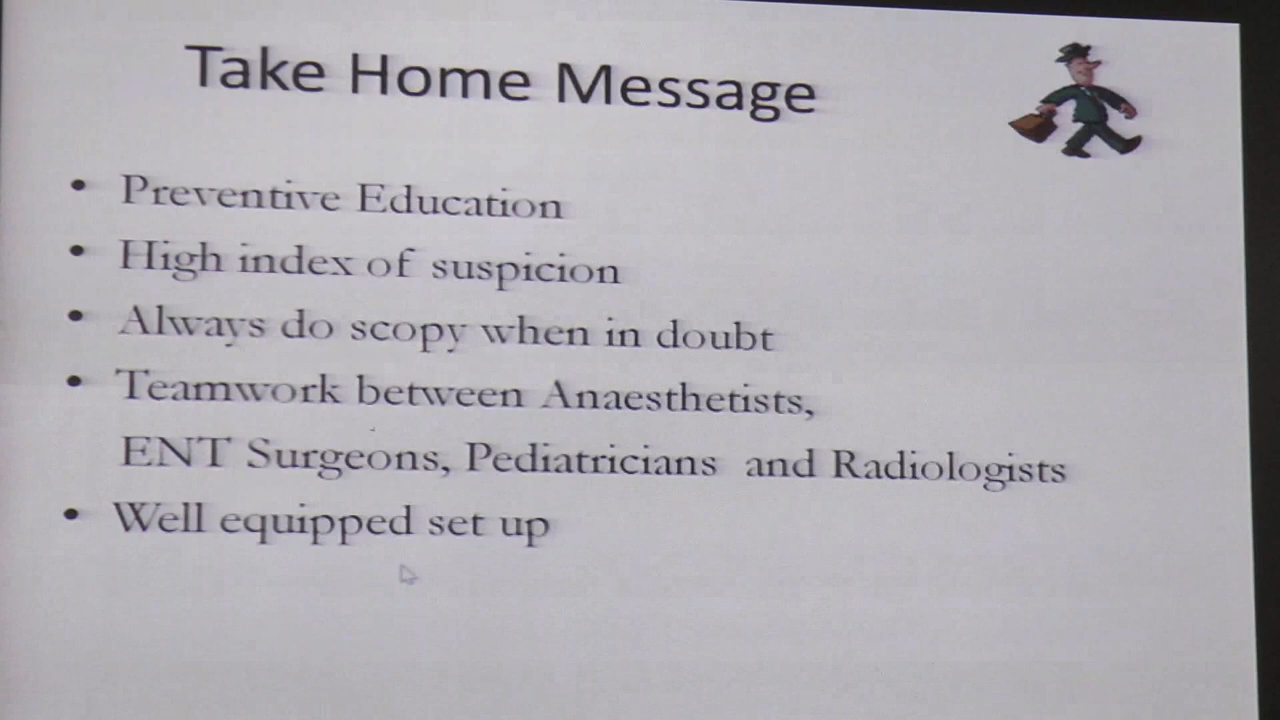 Take Home Message
• Preventive Education
• High index of suspicion
• Always do scopy when in doubt
• Teamwork between Anaesthetists,
ENT Surgeons, Pediatricians and Radiologists
• Well equipped set up